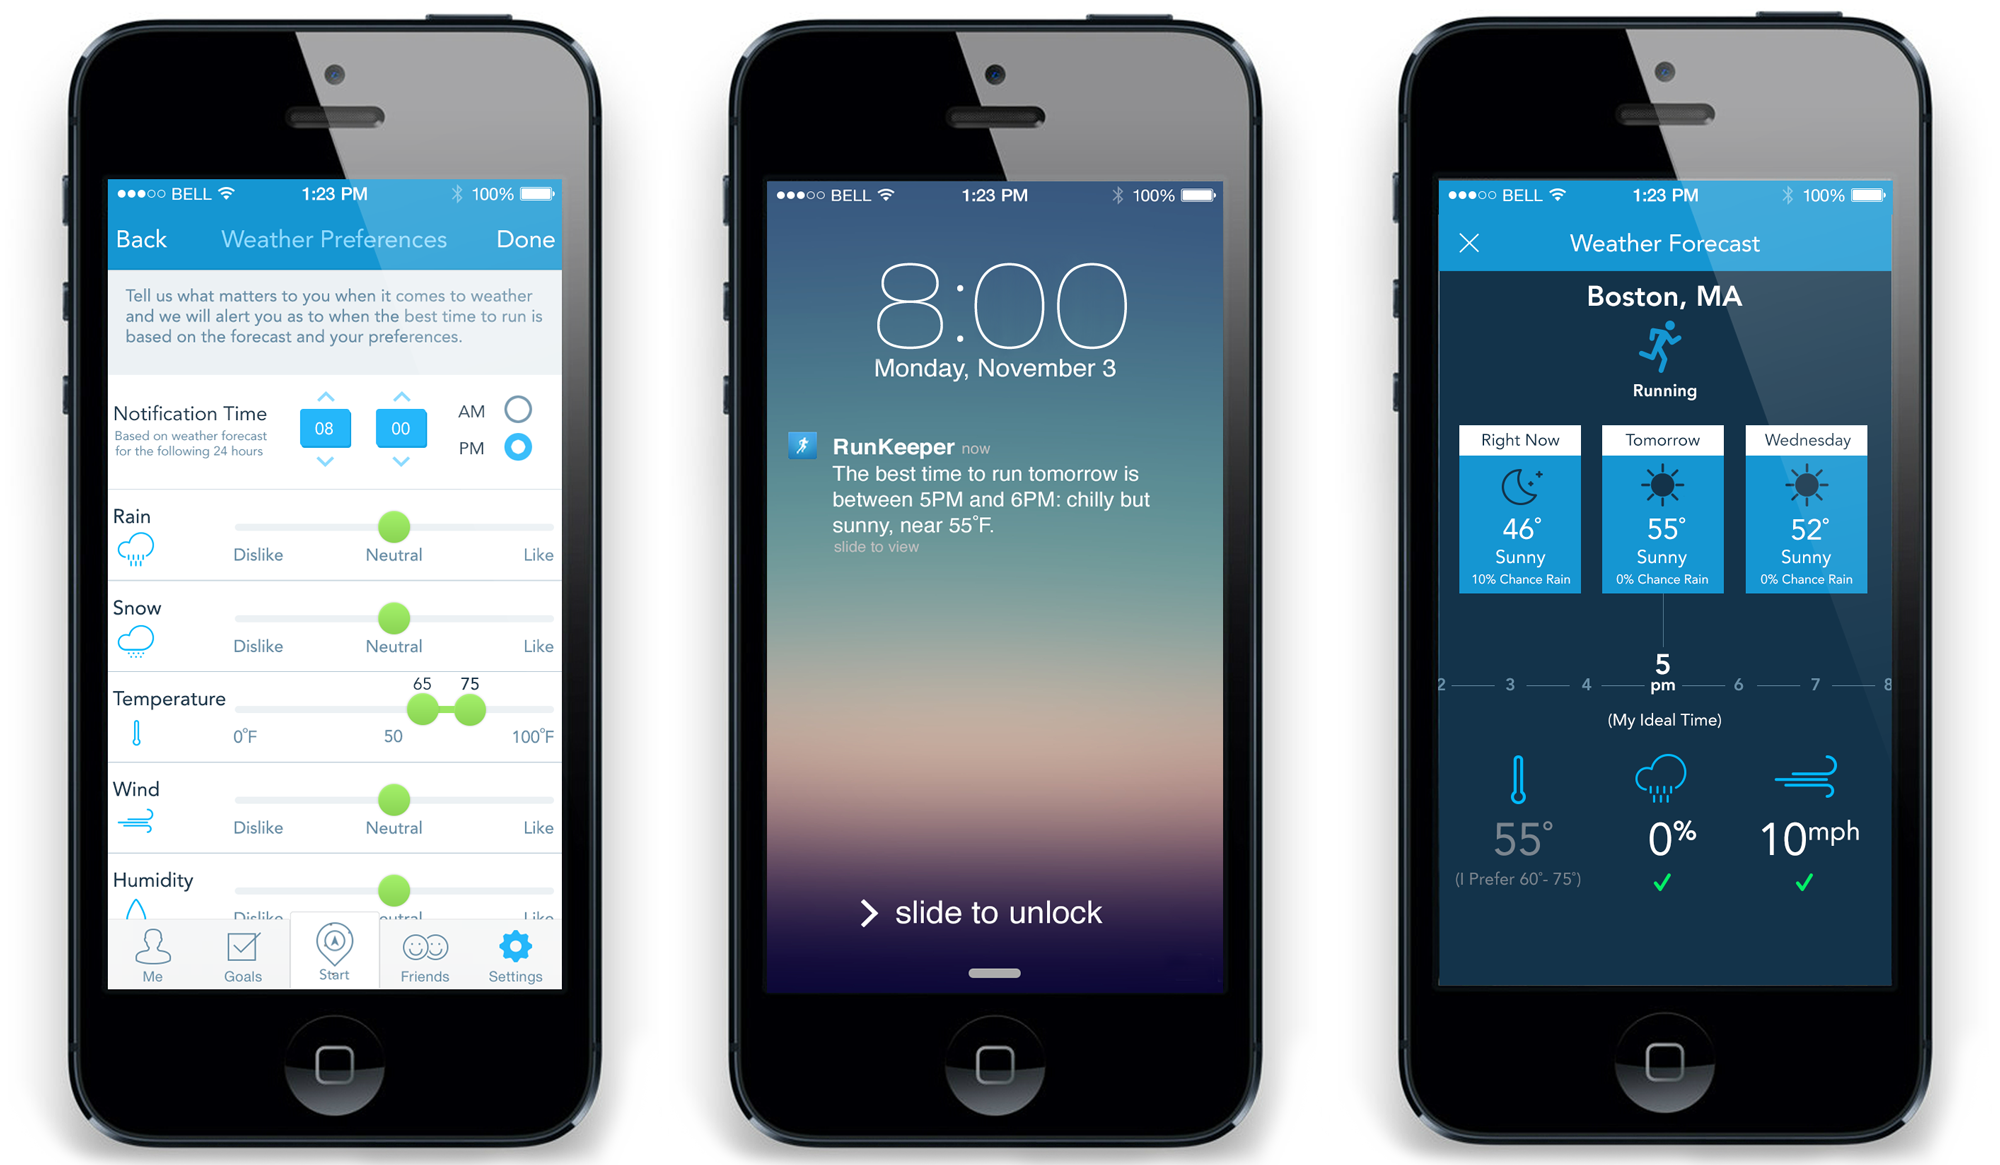 BELL 1:23 PM 100%
Back Weather Preferences Done
Tell us what matters to you when it comes to weather
and we will alert you as to when the best time to run is
based on the forecast and your preferences.
Notification Time
Based on weather forecast
for the following 24 hours
08 00
AM
PM
Rain
Dislike Neutral Like
Snow
Dislike Neutral Like
Temperature
65 75
0°F 50 100°F
Wind
Dislike Neutral Like
Humidity
Dislike Neutral Like
Me Goals Start Friends Settings
BELL 1:23 PM 100%
8:00
Monday, November 3
RunKeeper now
The best time to run tomorrow is
between 5PM and 6PM: chilly but
sunny, near 55°F.
slide to view
> slide to unlock
BELL 1:23 PM 100%
Weather Forecast
Boston, MA
Running
Right Now Tomorrow Wednesday
46° 55° 52°
Sunny Sunny Sunny
10% Chance Rain 0% Chance Rain 0% Chance Rain
2 3 4 5 pm 6 7 8
(My Ideal Time)
55° 0% 10mph
(I Prefer 60°- 75°)